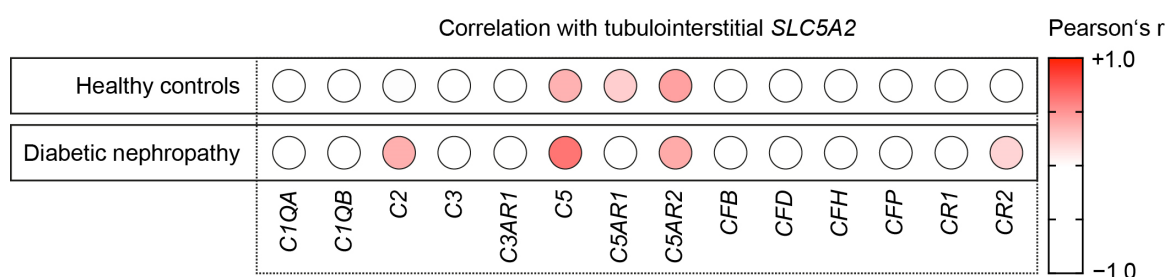 Correlation with tubulointerstitial SLC5A2
Pearson‘s r
+1.0
Healthy controls
Diabetic nephropathy
C1QA
C1QB
C2
C3
C3AR1
C5
C5AR1
C5AR2
CFB
CFD
CFH
CFP
CR1
CR2
−1.0